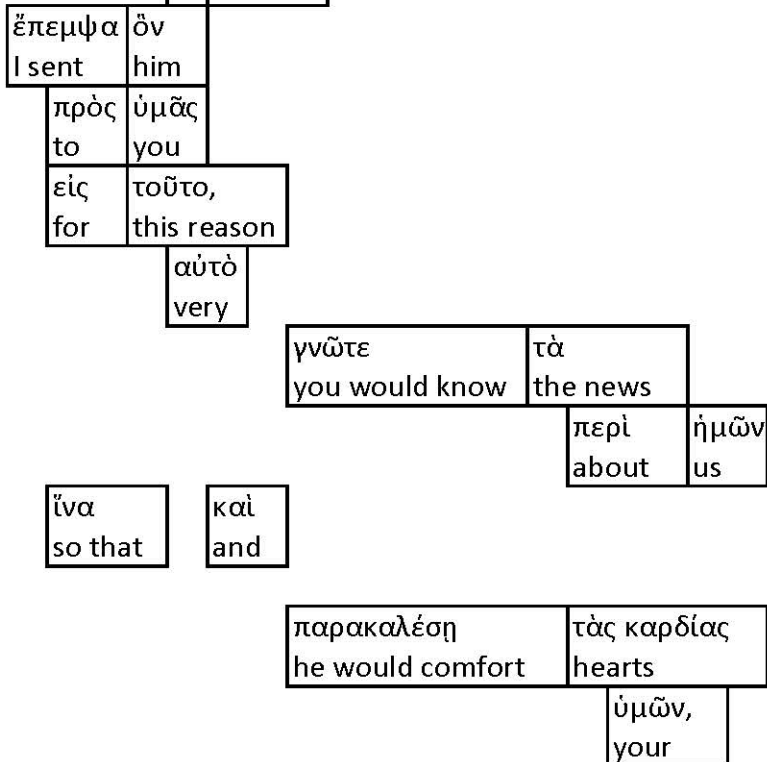 ἔπεμψα ὃν
I sent him
πρὸς ὑμᾶς
to you
εἰς τοῦτο,
for this reason
αὐτὸ
very
γνῶτε τὰ
you would know the news
περὶ ἡμῶν
about us
ἵνα καὶ
so that and
παρακαλέσῃ τὰς καρδίας
he would comfort hearts
ὑμῶν,
your